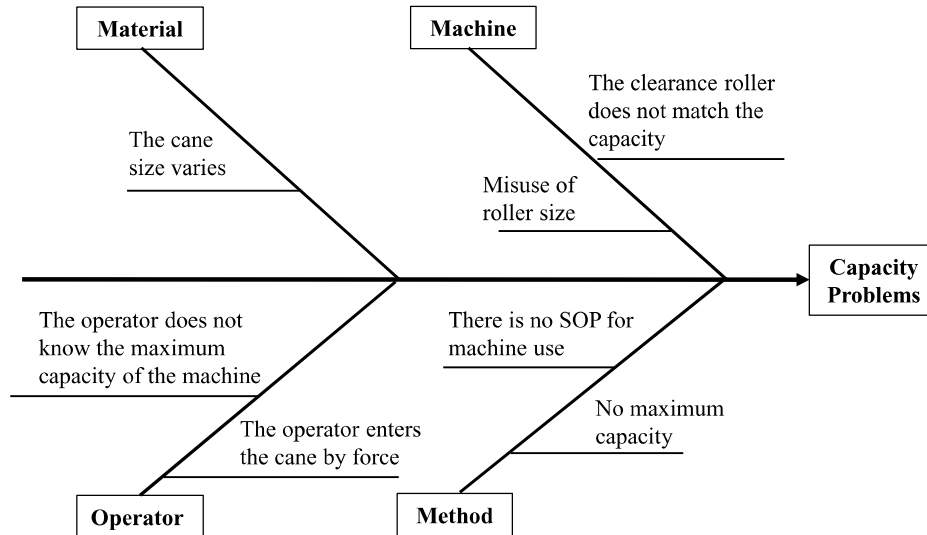 Material
Machine
The clearance roller
does not match the
capacity
The cane
size varies
Misuse of
roller size
Capacity
Problems
The operator does not
know the maximum
capacity of the machine
There is no SOP for
machine use
The operator enters
the cane by force
No maximum
capacity
Operator
Method